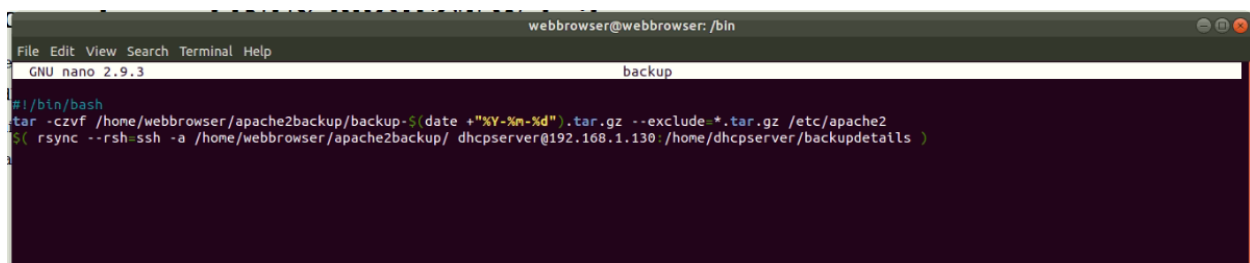 webbrowser@webbrowser: /bin
File Edit View Search Terminal Help
GNU nano 2.9.3 backup
#!/bin/bash
tar -czvf /home/webbrowser/apache2backup/backup-$(date +"%Y-%m-%d").tar.gz --exclude=*.tar.gz /etc/apache2
$( rsync --rsh=ssh -a /home/webbrowser/apache2backup/ dhcpserver@192.168.1.130:/home/dhcpserver/backupdetails )